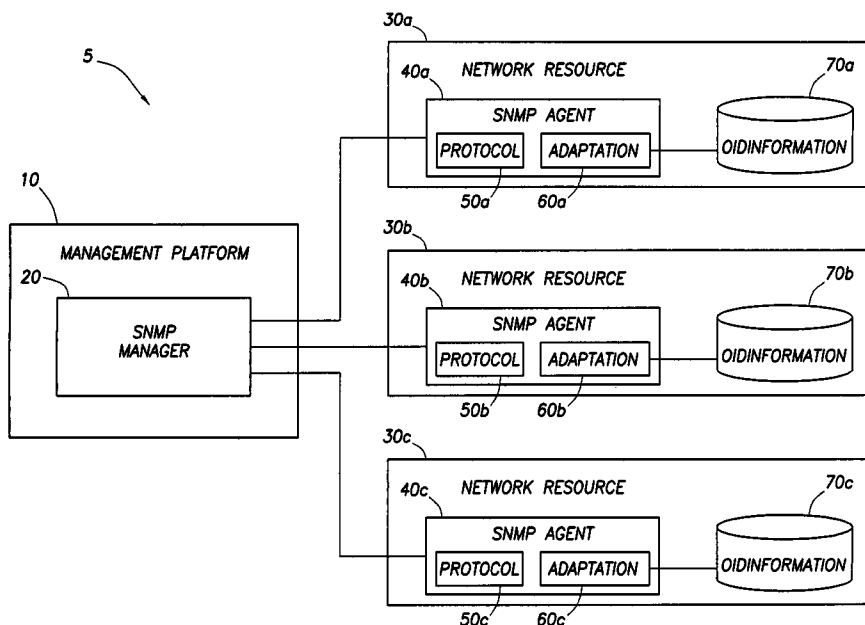 5
10
MANAGEMENT PLATFORM
20
SNMP
MANAGER
30a
NETWORK RESOURCE
40a
70a
SNMP AGENT
PROTOCOL
ADAPTATION
OIDINFORMATION
50a
60a
30b
NETWORK RESOURCE
40b
70b
SNMP AGENT
PROTOCOL
ADAPTATION
OIDINFORMATION
50b
60b
30c
NETWORK RESOURCE
40c
70c
SNMP AGENT
PROTOCOL
ADAPTATION
OIDINFORMATION
50c
60c